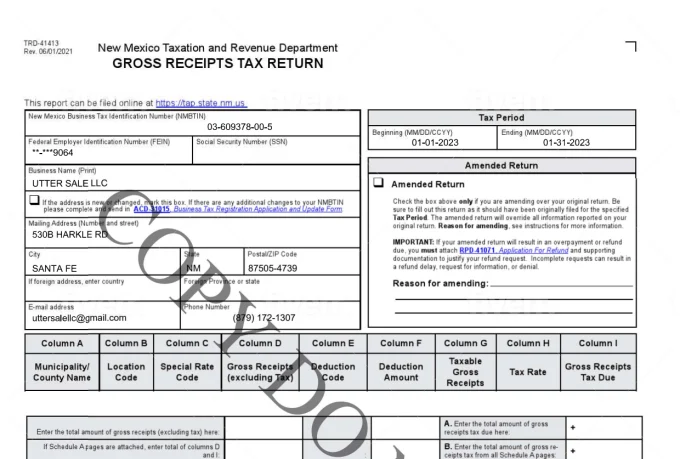 TRD-41413
Rev. 06/01/2021
New Mexico Taxation and Revenue Department
GROSS RECEIPTS TAX RETURN
This report can be filed online at https://tap.state.nm.us
New Mexico Business Tax Identification Number (NMBTIN)
03-609378-00-5
Federal Employer Identification Number (FEIN)
**-***9064
Social Security Number (SSN)
Business Name (Print)
UTTER SALE LLC
If the address is new or changed, mark this box. If there are any additional changes to your NMBTIN
please complete and send in ACD-31015, Business Tax Registration Application and Update Form
Mailing Address (Number and street)
530B HARKLE RD
City
SANTA FE
State
NM
Postal/ZIP Code
87505-4739
If foreign address, enter country
Foreign Province or state
E-mail address
uttersalellc@gmail.com
Phone Number
(879) 172-1307
Tax Period
Beginning (MM/DD/CCYY)
01-01-2023
Ending (MM/DD/CCYY)
01-31-2023
Amended Return
Amended Return
Check the box above only if you are amending over your original return. Be
sure to fill out this return as it should have been originally filed for the specified
Tax Period. The amended return will override all information reported on your
original return. Reason for amending, see instructions for more information.
IMPORTANT: If your amended return will result in an overpayment or refund
due, you must attach RPD-41071, Application For Refund and supporting
documentation to justify your refund request. Incomplete requests can result in
a refund delay, request for information, or denial.
Reason for amending:
Column A Column B Column C Column D Column E Column F Column G Column H Column I
Municipality/ County Name
Location Code
Special Rate Code
Gross Receipts (excluding Tax)
Deduction Code
Deduction Amount
Taxable Gross Receipts
Tax Rate
Gross Receipts Tax Due
Enter the total amount of gross receipts (excluding tax) here:
A. Enter the total amount of gross
receipts tax due here:
+
If Schedule A pages are attached, enter total of columns D
and I:
B. Enter the total amount of gross re-
ceipts tax from all Schedule A pages:
+